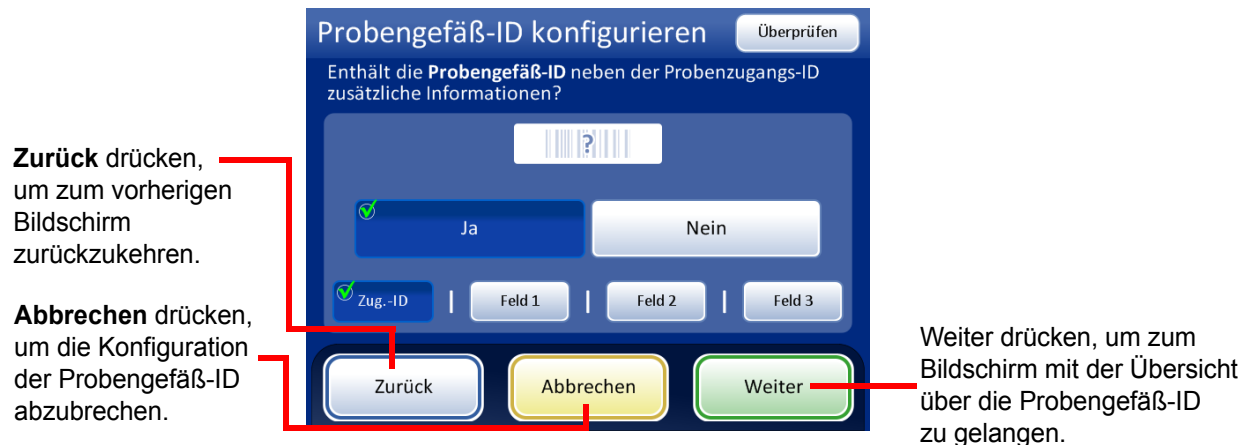 Probengefäß-ID konfigurieren
Überprüfen
Enthält die Probengefäß-ID neben der Probenzugangs-ID
zusätzliche Informationen?
?
Ja
Nein
Zug.-ID | Feld 1 | Feld 2 | Feld 3
Zurück
Abbrechen
Weiter
Zurück drücken,
um zum vorherigen
Bildschirm
zurückzukehren.
Abbrechen drücken,
um die Konfiguration
der Probengefäß-ID
abzubrechen.
Weiter drücken, um zum
Bildschirm mit der Übersicht
über die Probengefäß-ID
zu gelangen.